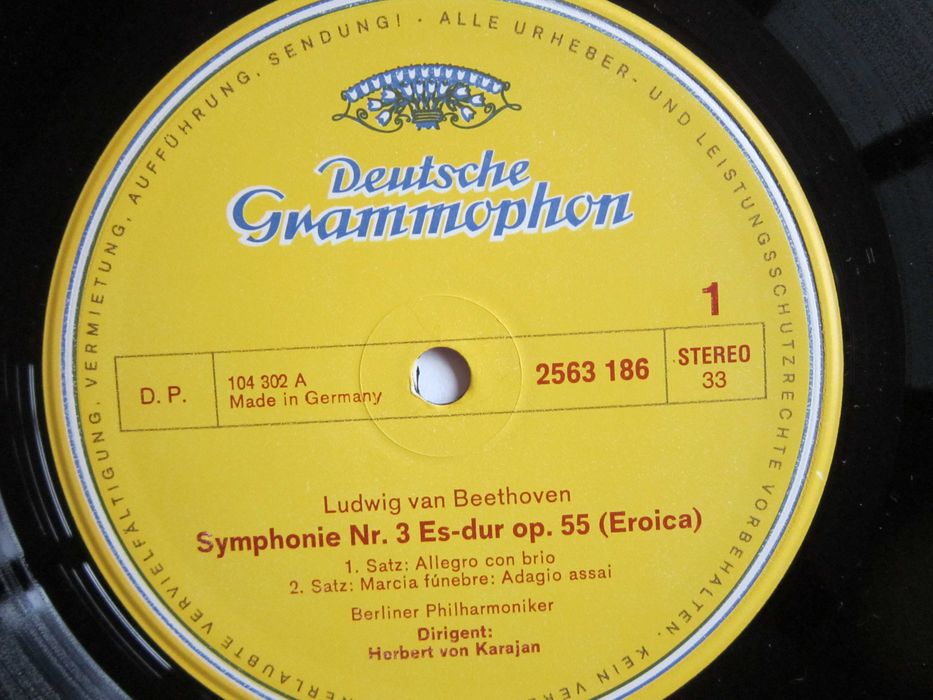 ALLE URHEBER- UND LEISTUNGSSCHUTZRECHTE VORBEHALTEN.
VERVIELFÄLTIGUNG, VERMIETUNG, AUFFÜHRUNG, SENDUNG!
Deutsche
Grammophon
1
D. P.
104 302 A
Made in Germany
2563 186
STEREO
33
Ludwig van Beethoven
Symphonie Nr. 3 Es-dur op. 55 (Eroica)
1. Satz: Allegro con brio
2. Satz: Marcia fúnebre: Adagio assai
Berliner Philharmoniker
Dirigent:
Herbert von Karajan